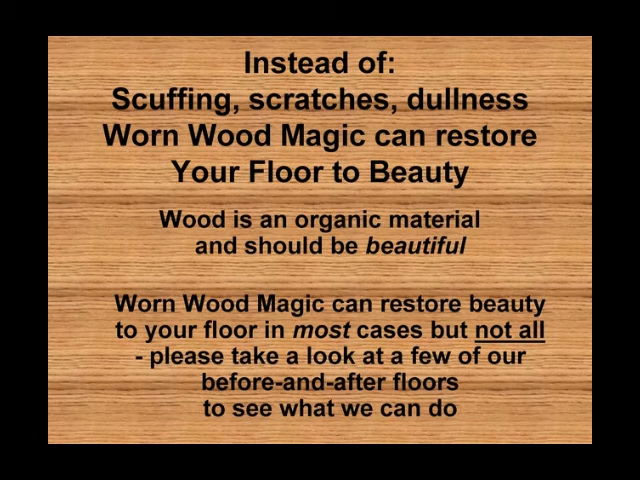 Instead of:
Scuffing, scratches, dullness
Worn Wood Magic can restore
Your Floor to Beauty
Wood is an organic material
and should be beautiful
Worn Wood Magic can restore beauty
to your floor in most cases but not all
- please take a look at a few of our
before-and-after floors
to see what we can do